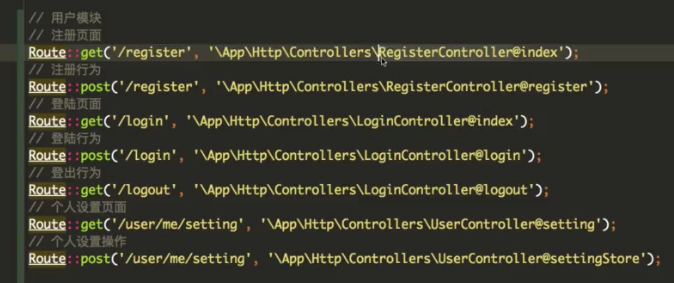 // 用户模块
// 注册页面
Route::get('/register', '\App\Http\Controllers\RegisterController@index');
// 注册行为
Route::post('/register', '\App\Http\Controllers\RegisterController@register');
// 登陆页面
Route::get('/login', '\App\Http\Controllers\LoginController@index');
// 登陆行为
Route::post('/login', '\App\Http\Controllers\LoginController@login');
// 登出行为
Route::get('/logout', '\App\Http\Controllers\LoginController@logout');
// 个人设置页面
Route::get('/user/me/setting', '\App\Http\Controllers\UserController@setting');
// 个人设置操作
Route::post('/user/me/setting', '\App\Http\Controllers\UserController@settingStore');